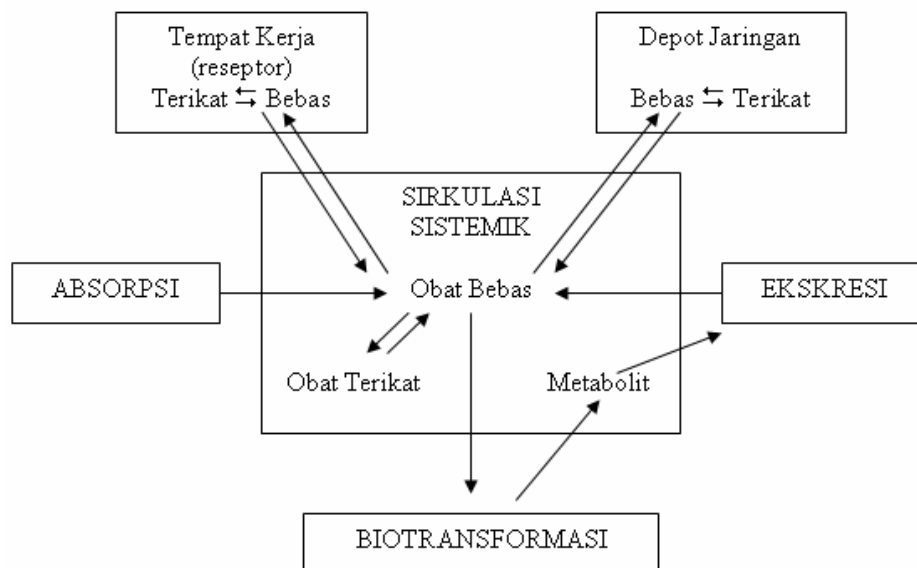 Tempat Kerja
(reseptor)
Terikat ⇆ Bebas
Depot Jaringan
Bebas ⇆ Terikat
SIRKULASI
SISTEMIK
ABSORPSI
Obat Bebas
EKSKRESI
Obat Terikat
Metabolit
BIOTRANSFORMASI